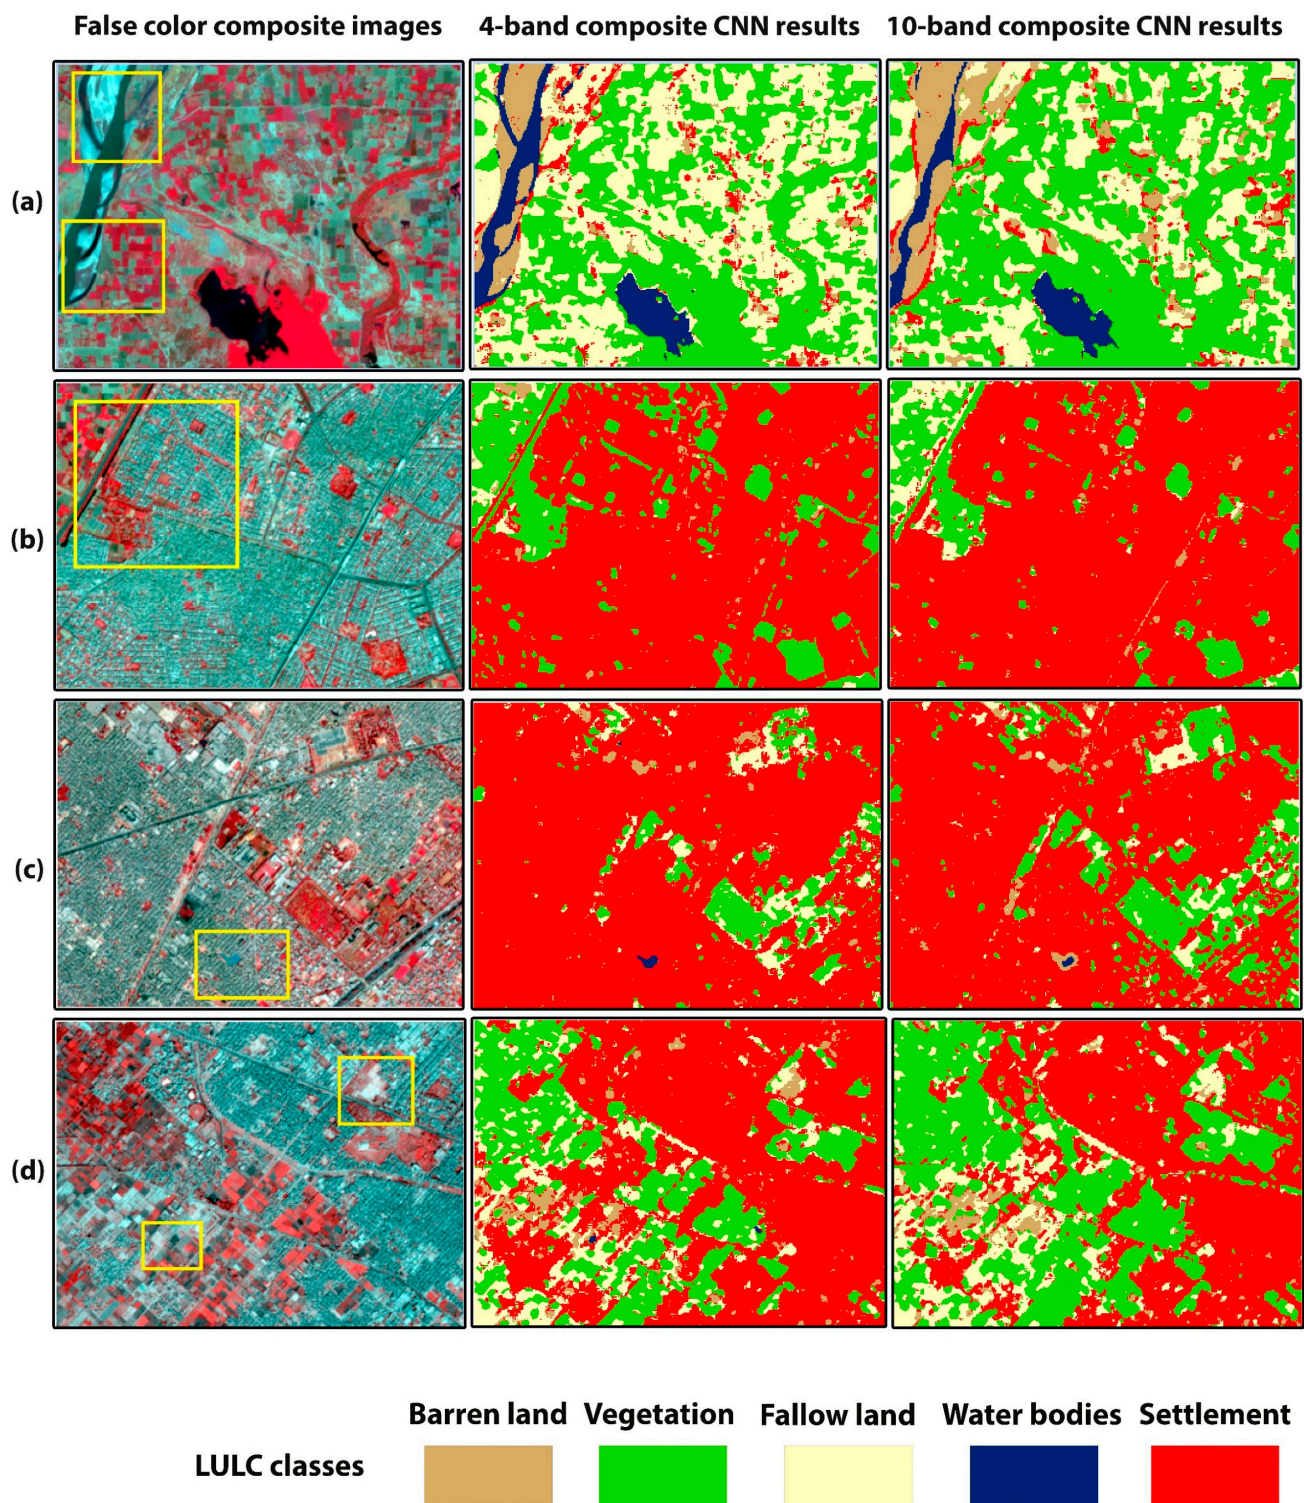 False color composite images 4-band composite CNN results 10-band composite CNN results
(a)
(b)
(c)
(d)
Barren land Vegetation Fallow land Water bodies Settlement
LULC classes